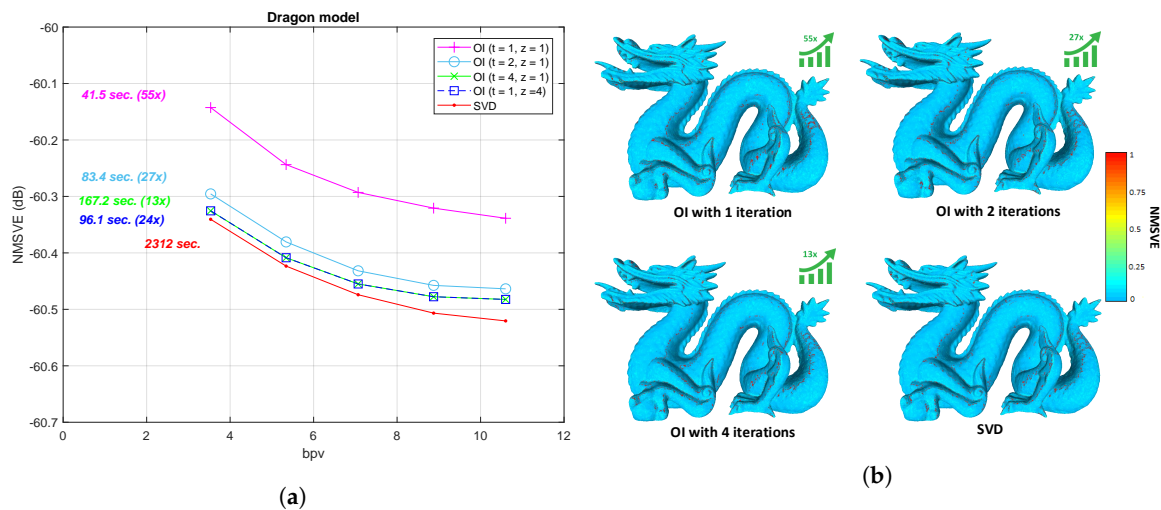 Dragon model
-60
-60.1
-60.2
-60.3
-60.4
-60.5
-60.6
-60.7
NIMSVE (dB)
0
2
4
6
8
10
12
bpv
OI (t = 1, z = 1)
OI (t = 2, z = 1)
OI (t = 4, z = 1)
OI (t = 1, z =4)
SVD
41.5 sec. (55x)
83.4 sec. (27x)
167.2 sec. (13x)
96.1 sec. (24x)
2312 sec.
(a)
55x
27x
OI with 1 iteration
OI with 2 iterations
13x
OI with 4 iterations
SVD
1
0.75
0.5
0.25
0
NMSVE
(b)